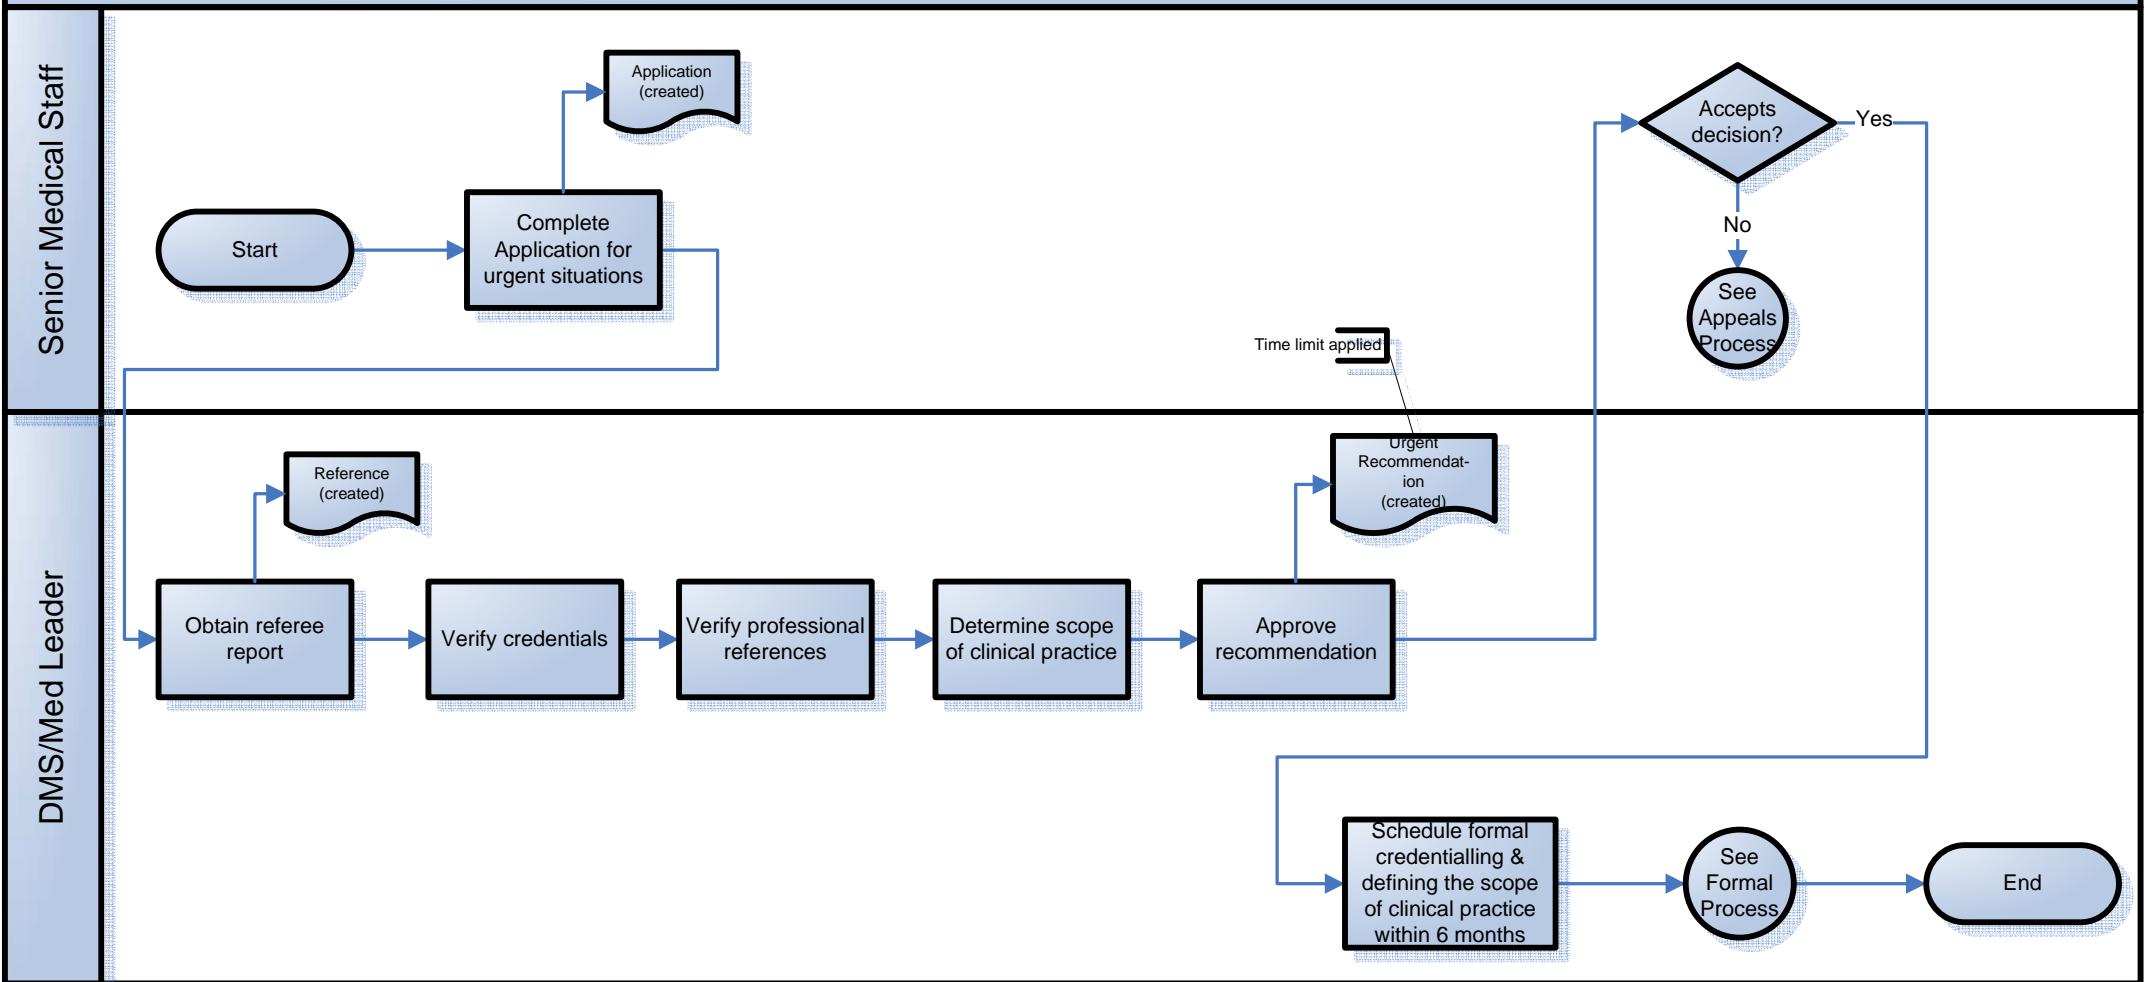 Senior Medical Staff
Application
(created)
Accepts
decision?
Yes
Start
Complete
Application for
urgent situations
No
See
Appeals
Process
Time limit applied
DMS/Med Leader
Reference
(created)
Urgent
Recommendat-
ion
(created)
Obtain referee
report
Verify credentials
Verify professional
references
Determine scope
of clinical practice
Approve
recommendation
Schedule formal
credentialling &
defining the scope
of clinical practice
within 6 months
See
Formal
Process
End